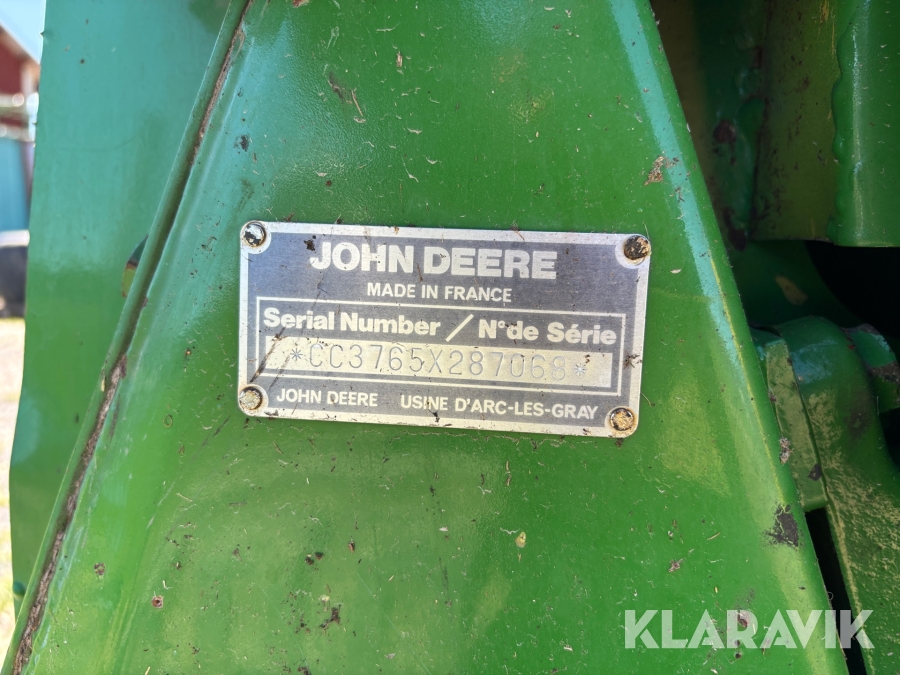 JOHN DEERE
MADE IN FRANCE
Serial Number / N° de Série
*CC3765X287068*
JOHN DEERE USINE D'ARC-LES-GRAY
KLARAVIK